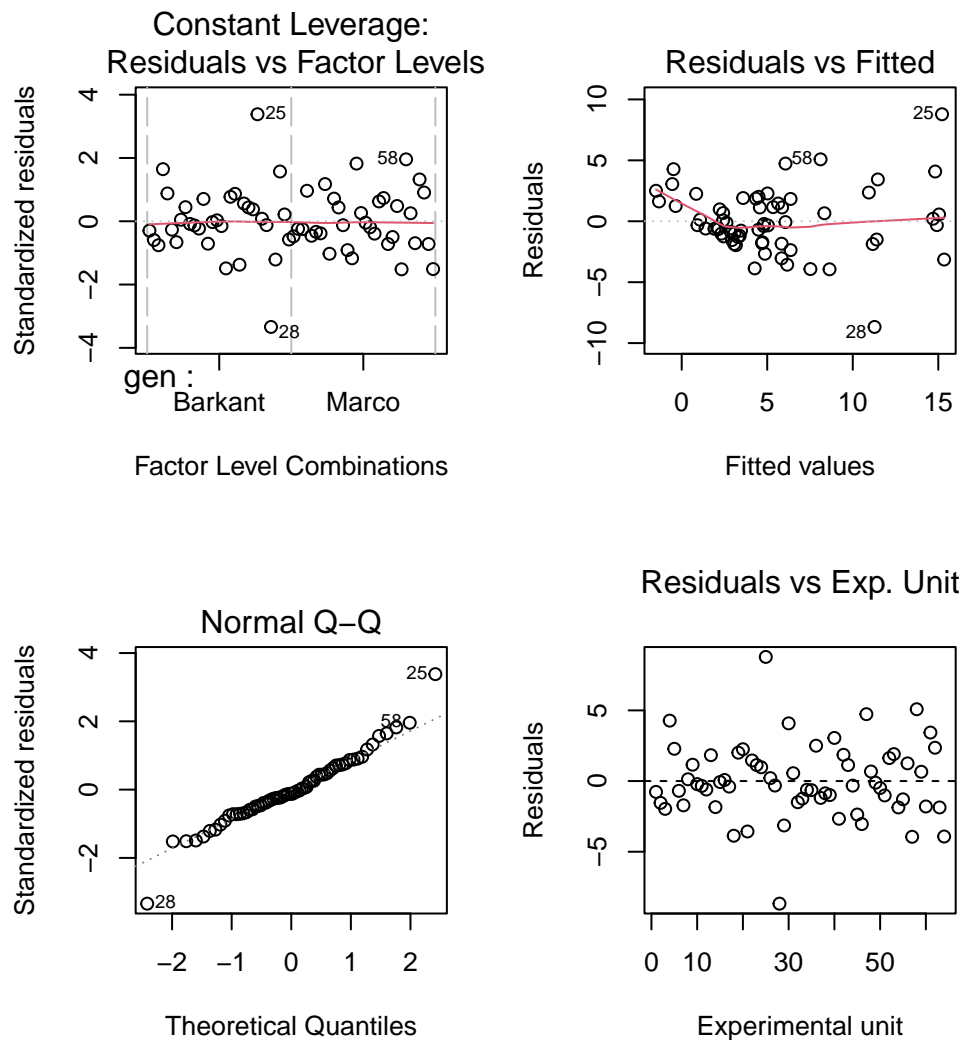 Constant Leverage:
Residuals vs Factor Levels
Standardized residuals
4
2
0
−2
−4
25
58
28
gen :
Barkant
Marco
Factor Level Combinations
Residuals vs Fitted
Residuals
10
5
0
−5
−10
25
58
28
0
5
10
15
Fitted values
Normal Q−Q
Standardized residuals
4
2
0
−2
25
58
28
−2
−1
0
1
2
Theoretical Quantiles
Residuals vs Exp. Unit
Residuals
5
0
−5
0
10
30
50
Experimental unit